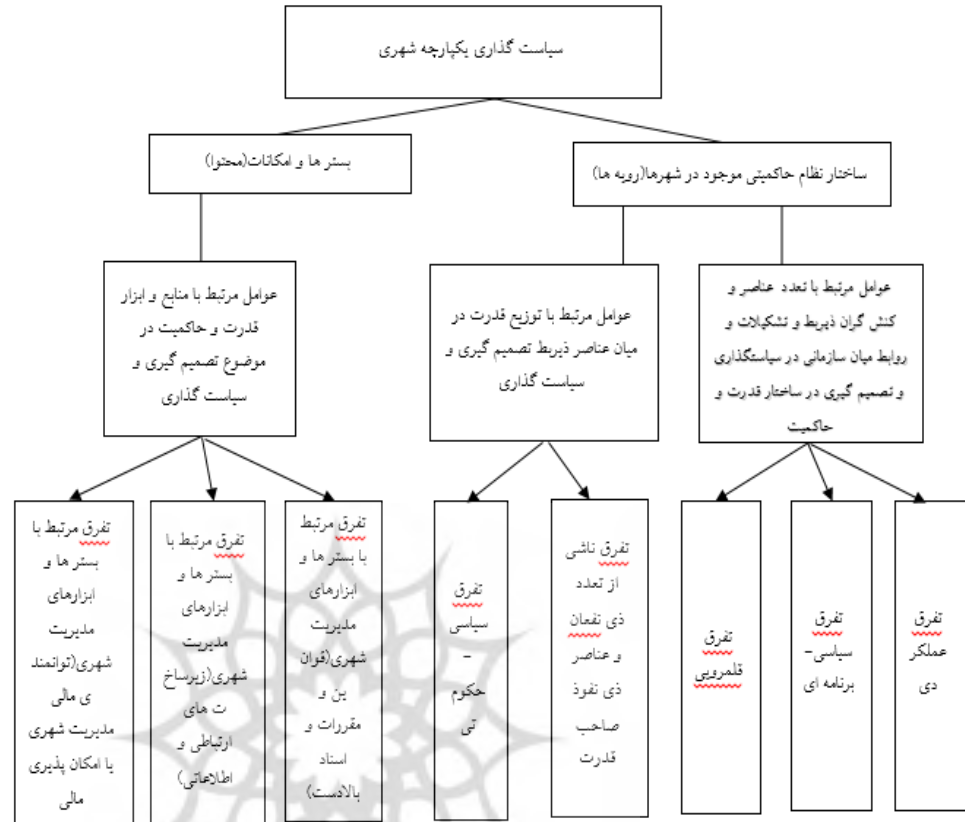 سیاست گذاری یکپارچه شهری
ساختار نظام حاکمیتی موجود در شهرها(رویه ها)
بستر ها و امکانات(محتوا)
عوامل مرتبط با تعدد عناصر و
کنش گران ذیربط و تشکیلات و
روابط میان سازمانی در سیاستگذاری
و تصمیم گیری در ساختار قدرت و
حاکمیت
عوامل مرتبط با توزیع قدرت در
میان عناصر ذیربط تصمیم گیری و
سیاست گذاری
عوامل مرتبط با منابع و ابزار
قدرت و حاکمیت در
موضوع تصمیم گیری و
سیاست گذاری
تفرق
عملکر
دی
تفرق
سیاسی-
برنامه ای
تفرق
قلمرویی
تفرق ناشی
از تعدد
ذی نفعان
و عناصر
ذی نفوذ
صاحب
قدرت
تفرق
سیاسی
-
حکوم
تی
تفرق مرتبط
با بستر ها و
ابزارهای
مدیریت
شهری(قوان
ین و
مقررات و
اسناد
بالادست)
تفرق مرتبط با
بستر ها و
ابزارهای
مدیریت
شهری(زیرساخ
ت های
ارتباطی و
اطلاعاتی)
تفرق مرتبط با
بستر ها و
ابزارهای
مدیریت
شهری(توانمند
ی مالی
مدیریت شهری
یا امکان پذیری
مالی